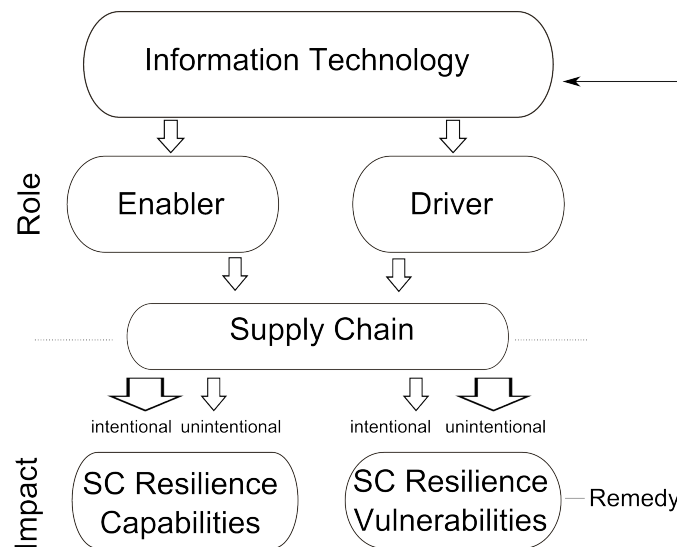 Information Technology
Role
Enabler
Driver
Supply Chain
intentional unintentional
intentional unintentional
Impact
SC Resilience
Capabilities
SC Resilience
Vulnerabilities
Remedy